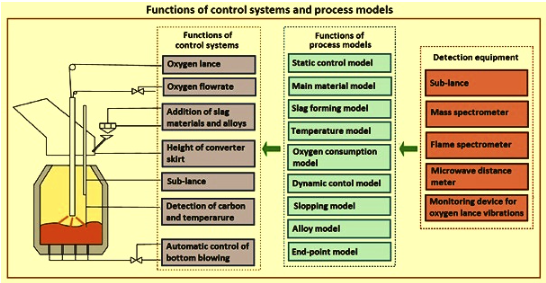 Functions of control systems and process models
Functions of
control systems
Oxygen lance
Oxygen flowrate
Addition of slag
materials and alloys
Height of converter
skirt
Sub-lance
Detection of carbon
and temperarure
Automatic control of
bottom blowing
Functions of
process models
Static control model
Main material model
Slag forming model
Temperature model
Oxygen consumption
model
Dynamic contol model
Slopping model
Alloy model
End-point model
Detection equipment
Sub-lance
Mass spectrometer
Flame spectrometer
Microwave distance
meter
Monitoring device for
oxygen lance vibrations